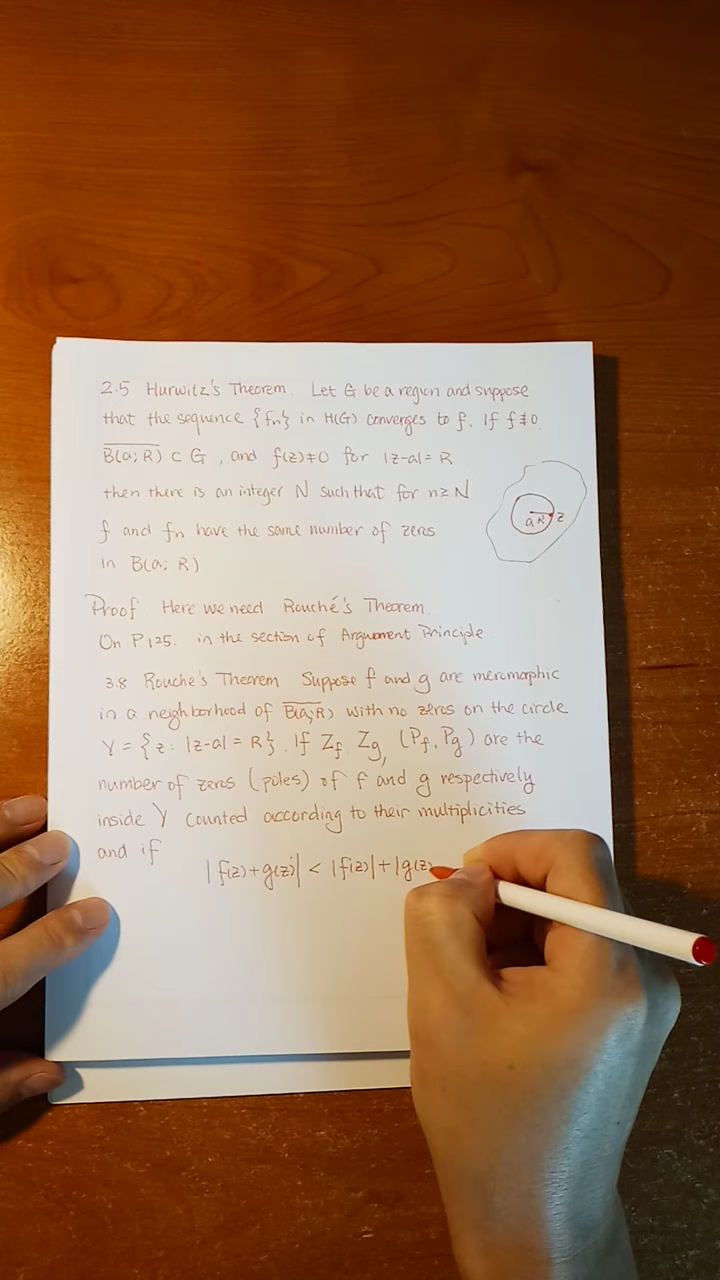 2.5 Hurwitz's Theorem. Let G be a region and suppose
that the sequence {fn} in H(G) converges to f. If f≢0,
B̅(̅a̅;̅ ̅R̅)̅ ⊂ G, and f(z)≠0 for |z-a|= R
then there is an integer N such that for n≥N
f and fn have the same number of zeros
in B(a; R)
a R z
Proof. Here we need Rouché's Theorem.
On P125. in the section of Argument Principle
3.8 Rouche's Theorem Suppose f and g are meromorphic
in a neighborhood of B̅(̅a̅;̅R̅)̅ with no zeros on the circle
γ = {z: |z-a| = R}. If Zf, Zg, (Pf, Pg) are the
number of zeros (poles) of f and g respectively
inside γ counted according to their multiplicities
and if
|f(z)+g(z)| < |f(z)|+|g(z)